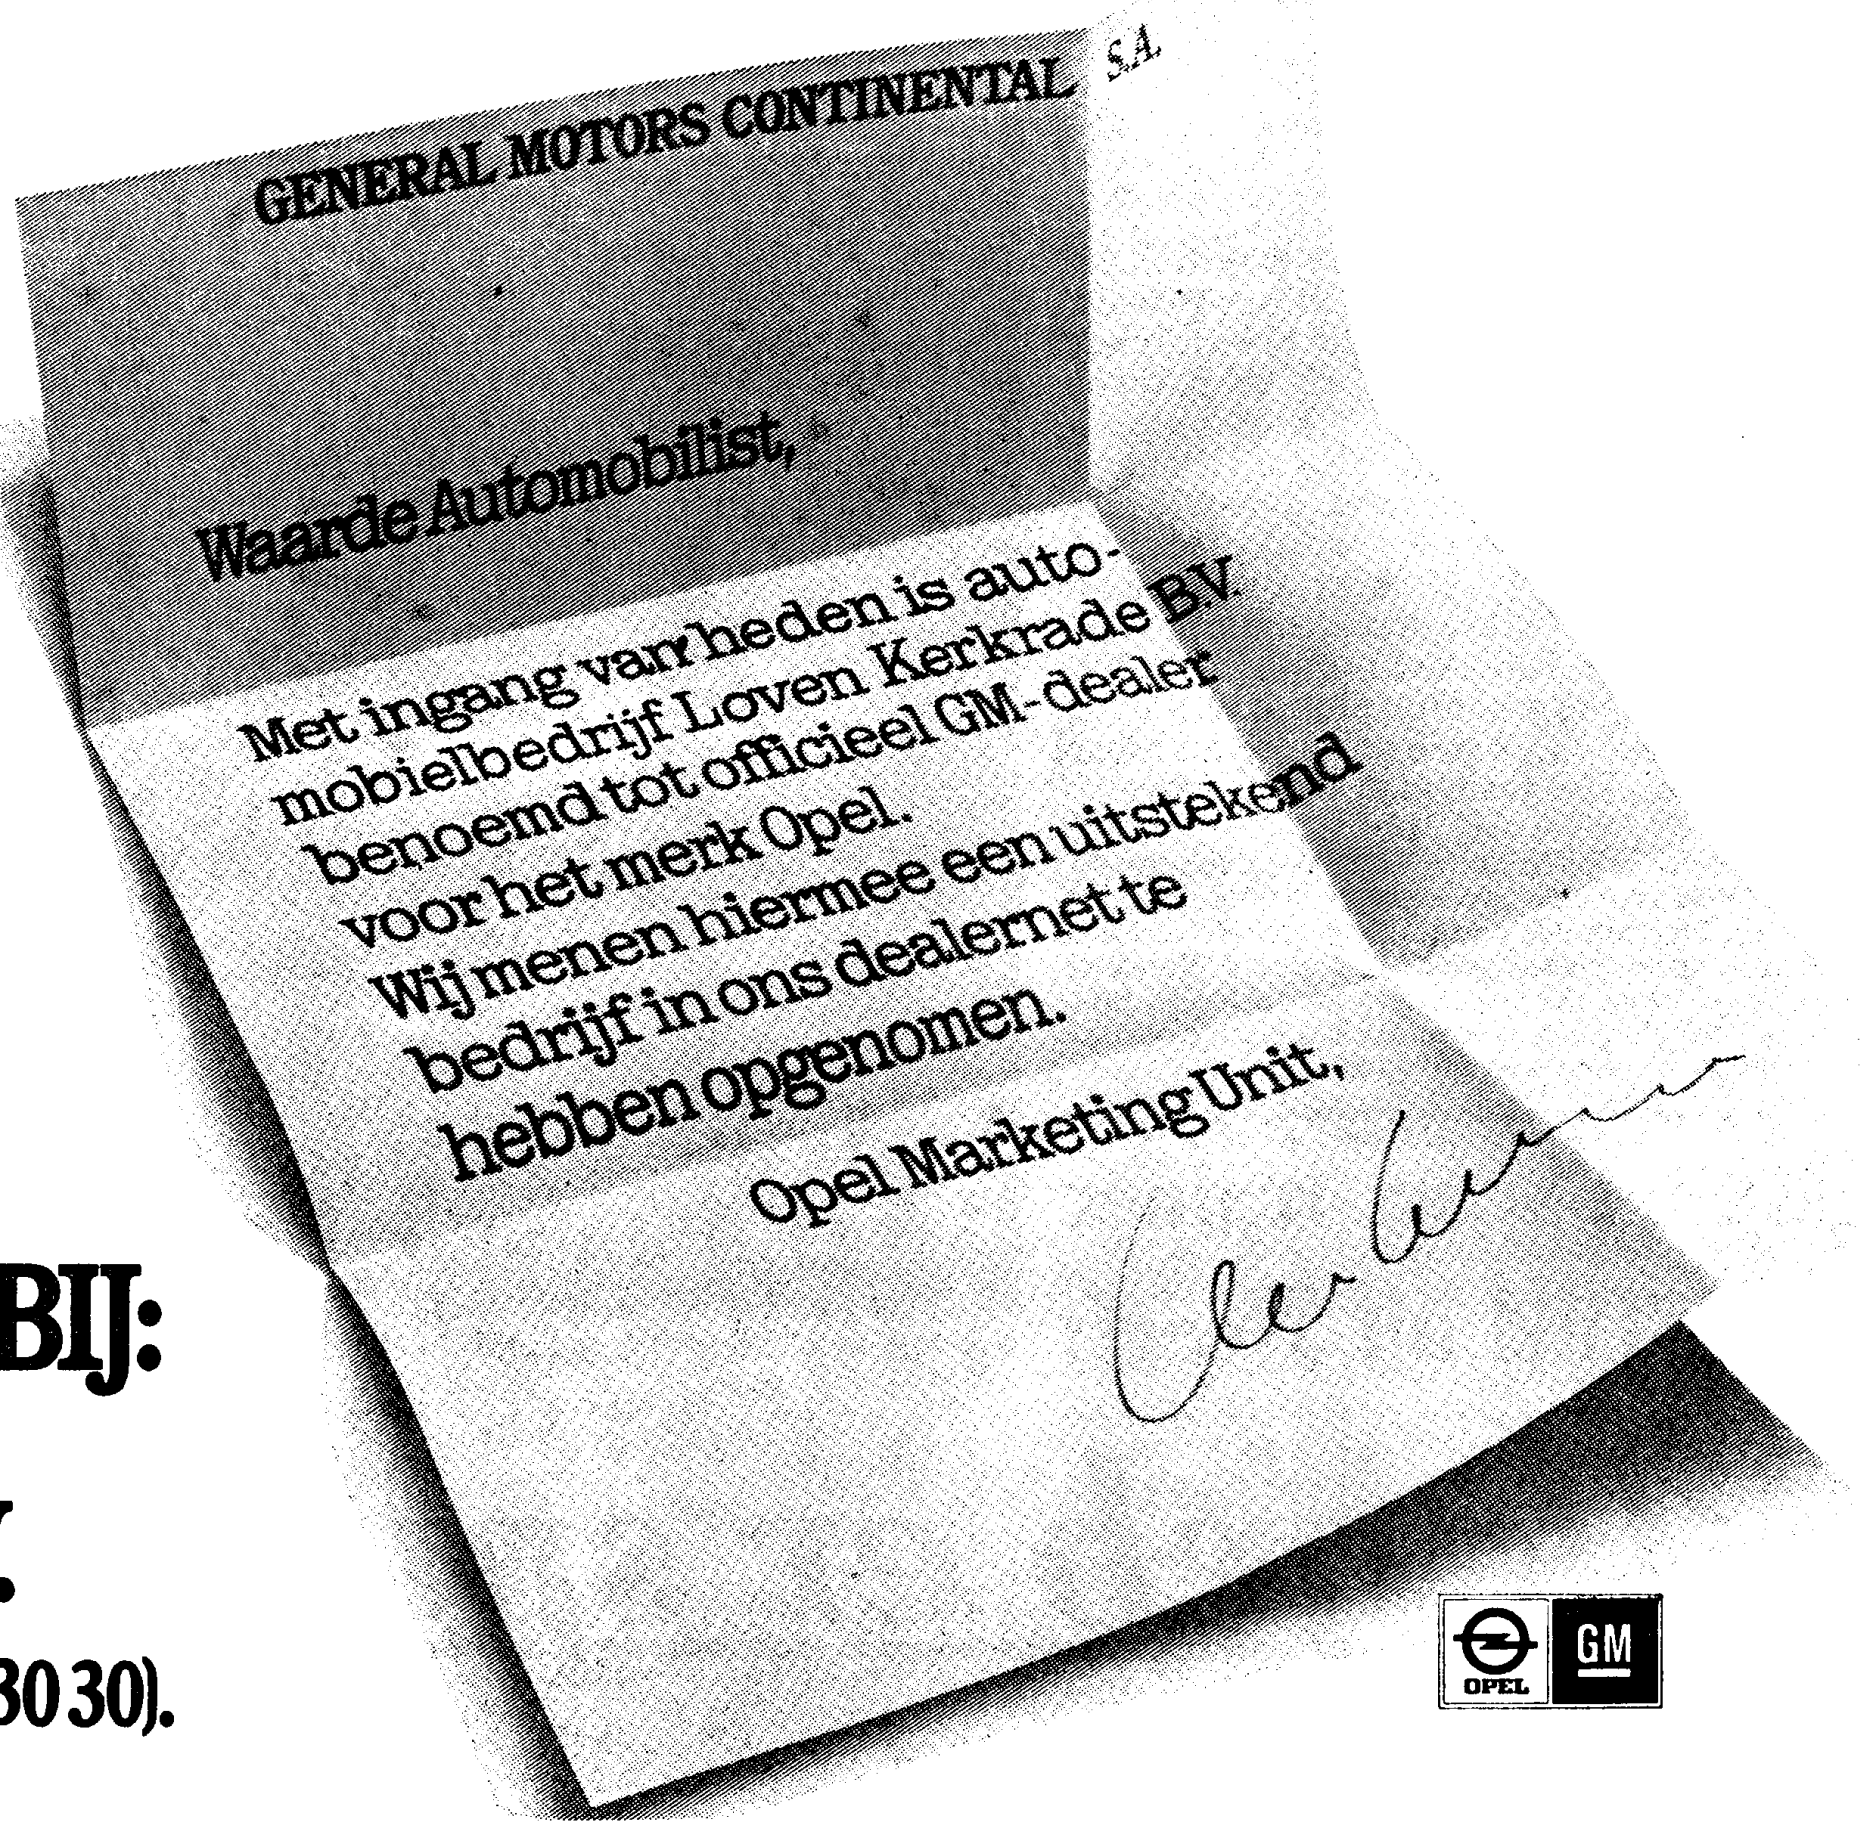 GENERAL MOTORS CONTINENTAL S.A.
Waarde Automobilist,
Met ingang van heden is auto-
mobielbedrijf Loven Kerkrade B.V.
benoemd tot officieel GM-dealer
voor het merk Opel.
Wij menen hiermee een uitstekend
bedrijf in ons dealernet te
hebben opgenomen.
Opel Marketing Unit,
BIJ:
30 30).
OPEL
GM